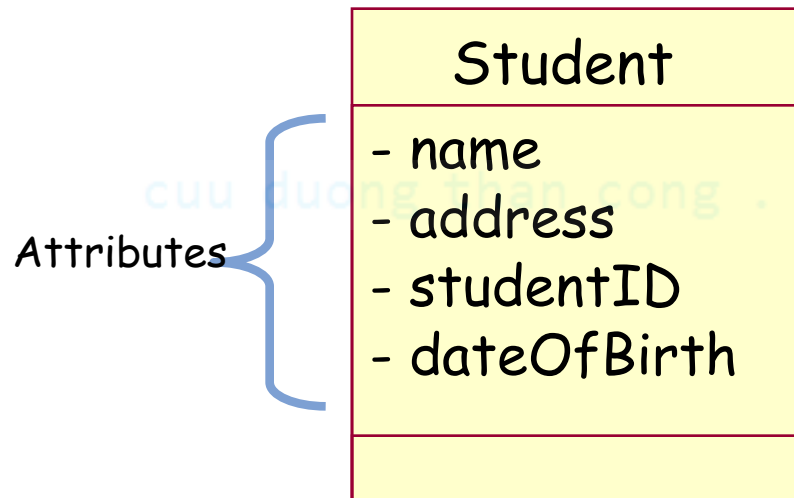 Student
- name
cuu duong than cong .
- address
Attributes
- studentID
- dateOfBirth